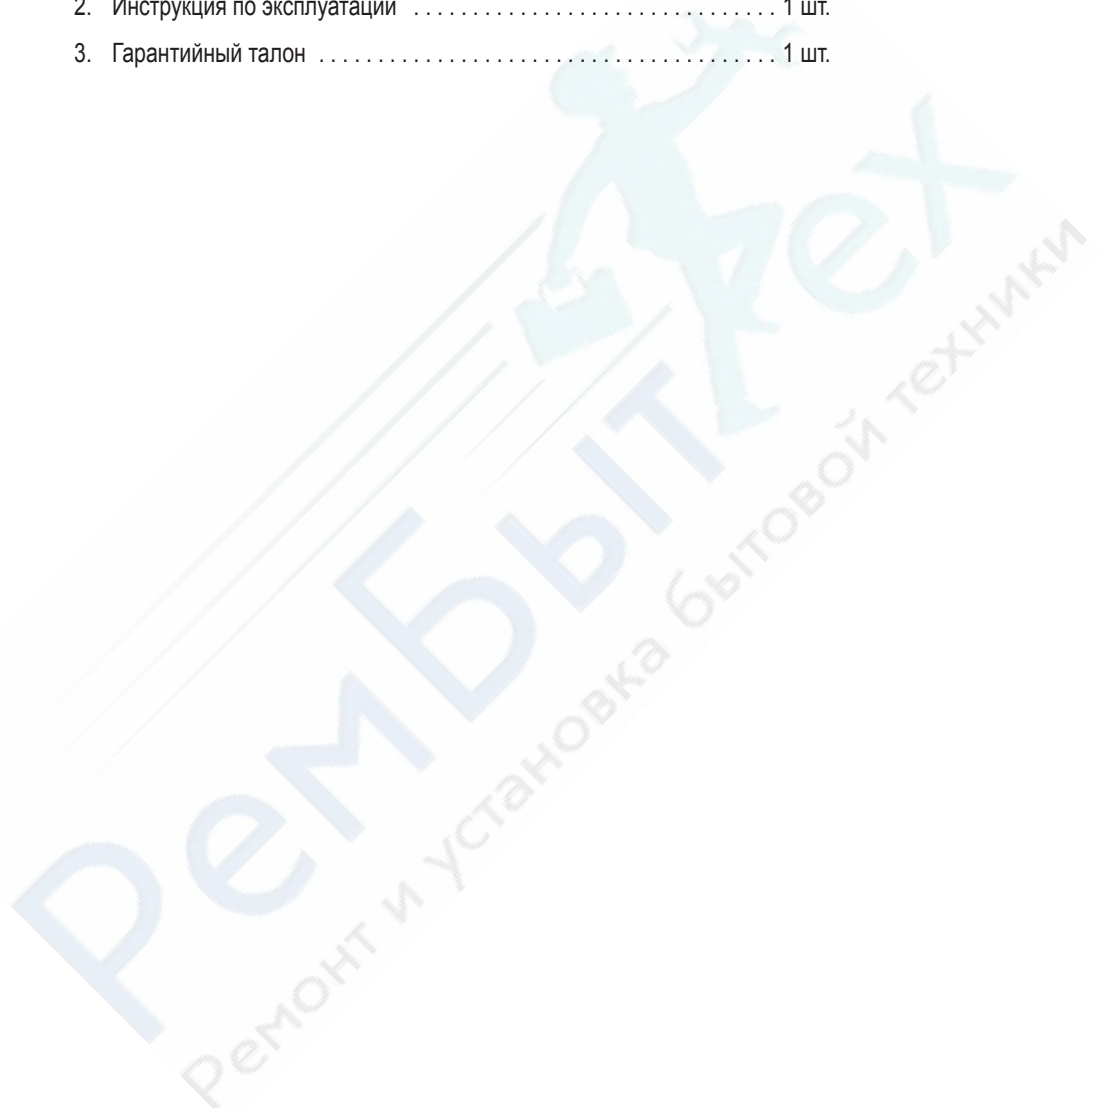 2. Инструкция по эксплуатации . . . . . . . . . . . . . . . . . . . . . . . . . . . . . . . 1 шт.
3. Гарантийный талон . . . . . . . . . . . . . . . . . . . . . . . . . . . . . . . . . . . . . . . 1 шт.
РемБытТех
Ремонт и установка бытовой техники